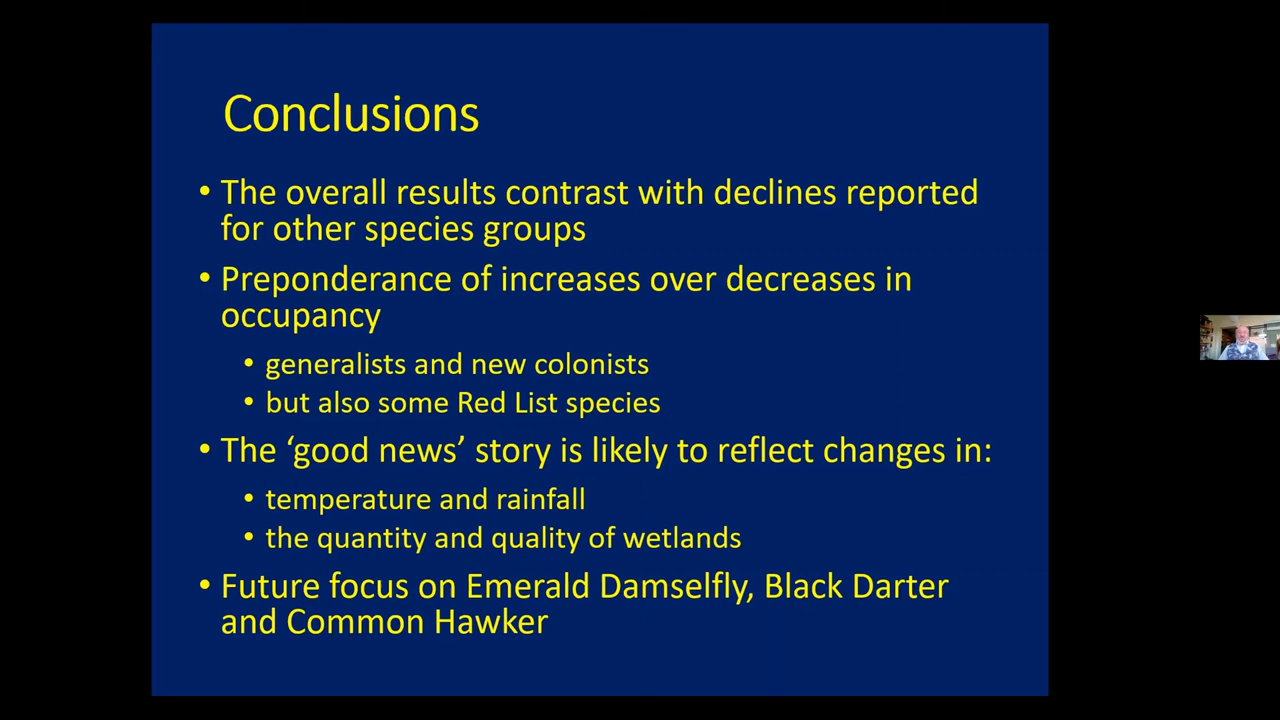 Conclusions
• The overall results contrast with declines reported
for other species groups
• Preponderance of increases over decreases in
occupancy
• generalists and new colonists
• but also some Red List species
• The ‘good news’ story is likely to reflect changes in:
• temperature and rainfall
• the quantity and quality of wetlands
• Future focus on Emerald Damselfly, Black Darter
and Common Hawker